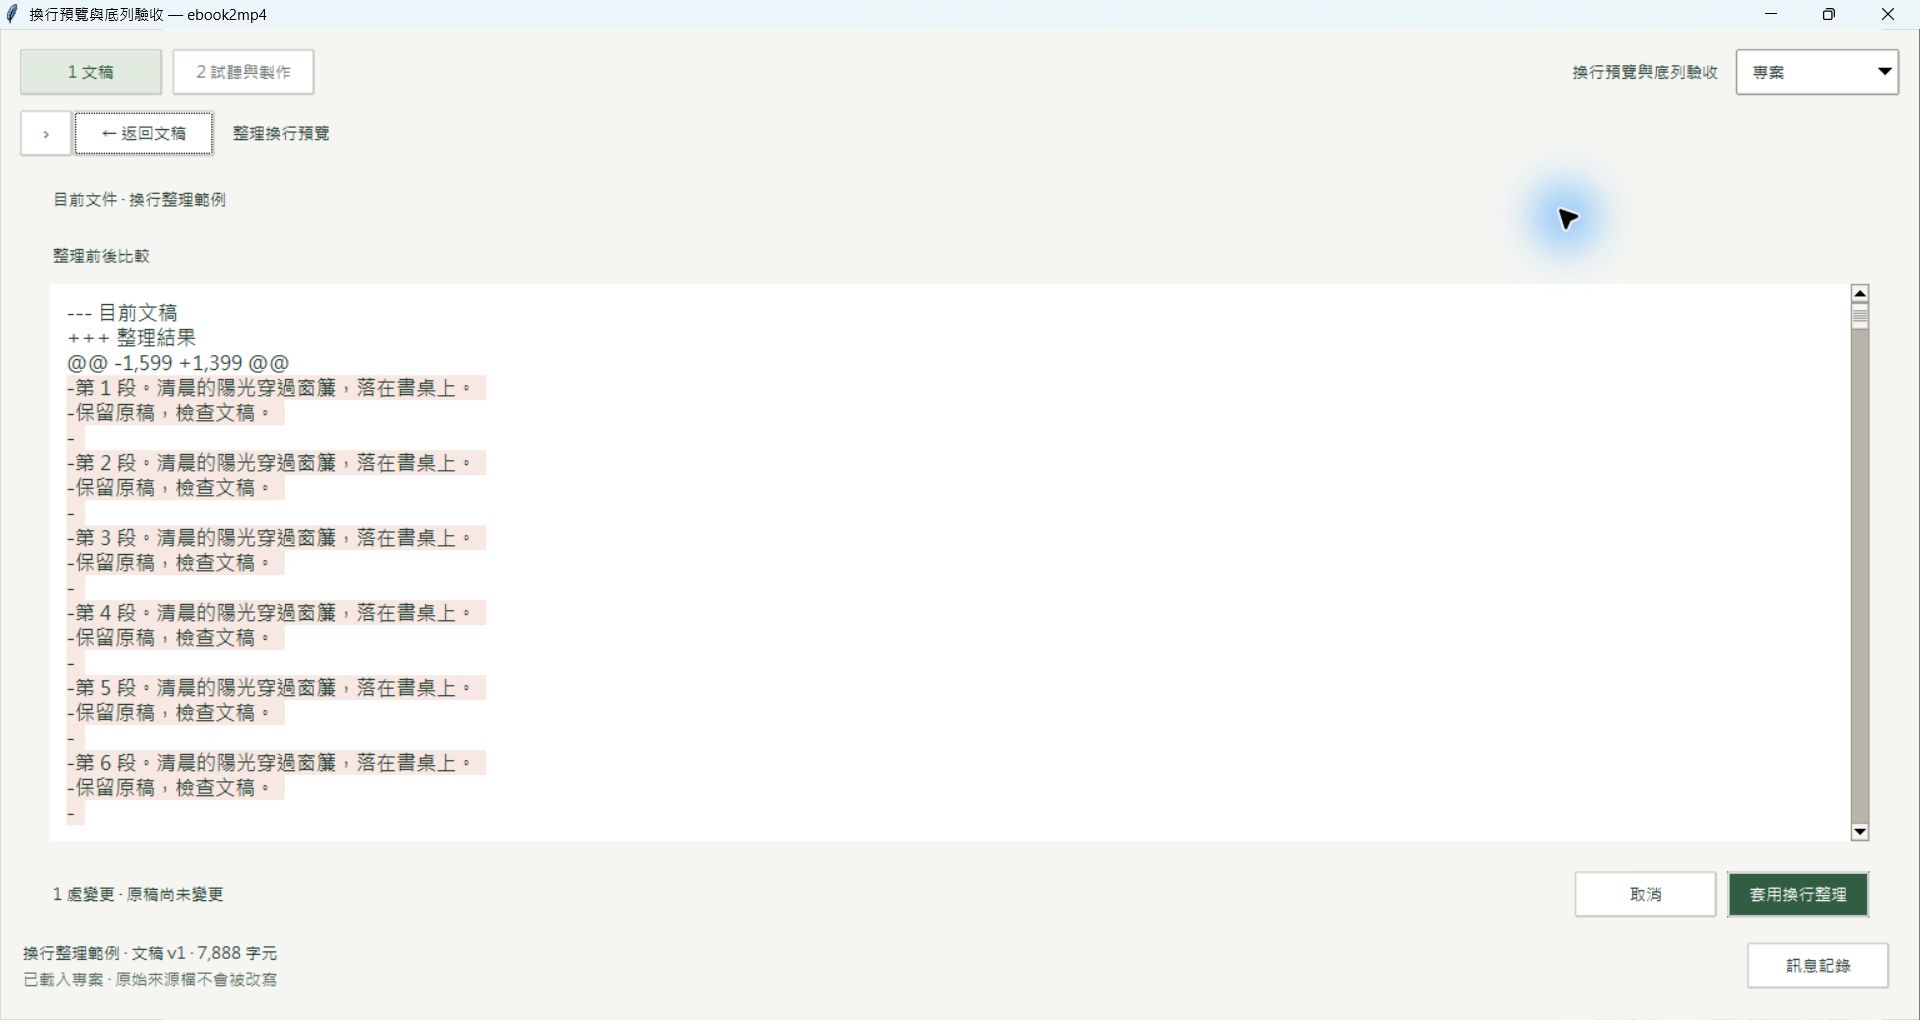 換行預覽與底列驗收 — ebook2mp4
1 文稿
2 試聽與製作
換行預覽與底列驗收
專案
›
← 返回文稿
整理換行預覽
目前文件 · 換行整理範例
整理前後比較
--- 目前文稿
+++ 整理結果
@@ -1,599 +1,399 @@
-第 1 段。清晨的陽光穿過窗簾，落在書桌上。
-保留原稿，檢查文稿。
-
-第 2 段。清晨的陽光穿過窗簾，落在書桌上。
-保留原稿，檢查文稿。
-
-第 3 段。清晨的陽光穿過窗簾，落在書桌上。
-保留原稿，檢查文稿。
-
-第 4 段。清晨的陽光穿過窗簾，落在書桌上。
-保留原稿，檢查文稿。
-
-第 5 段。清晨的陽光穿過窗簾，落在書桌上。
-保留原稿，檢查文稿。
-
-第 6 段。清晨的陽光穿過窗簾，落在書桌上。
-保留原稿，檢查文稿。
-
1 處變更 · 原稿尚未變更
取消
套用換行整理
換行整理範例 · 文稿 v1 · 7,888 字元
已載入專案 · 原始來源檔不會被改寫
訊息記錄